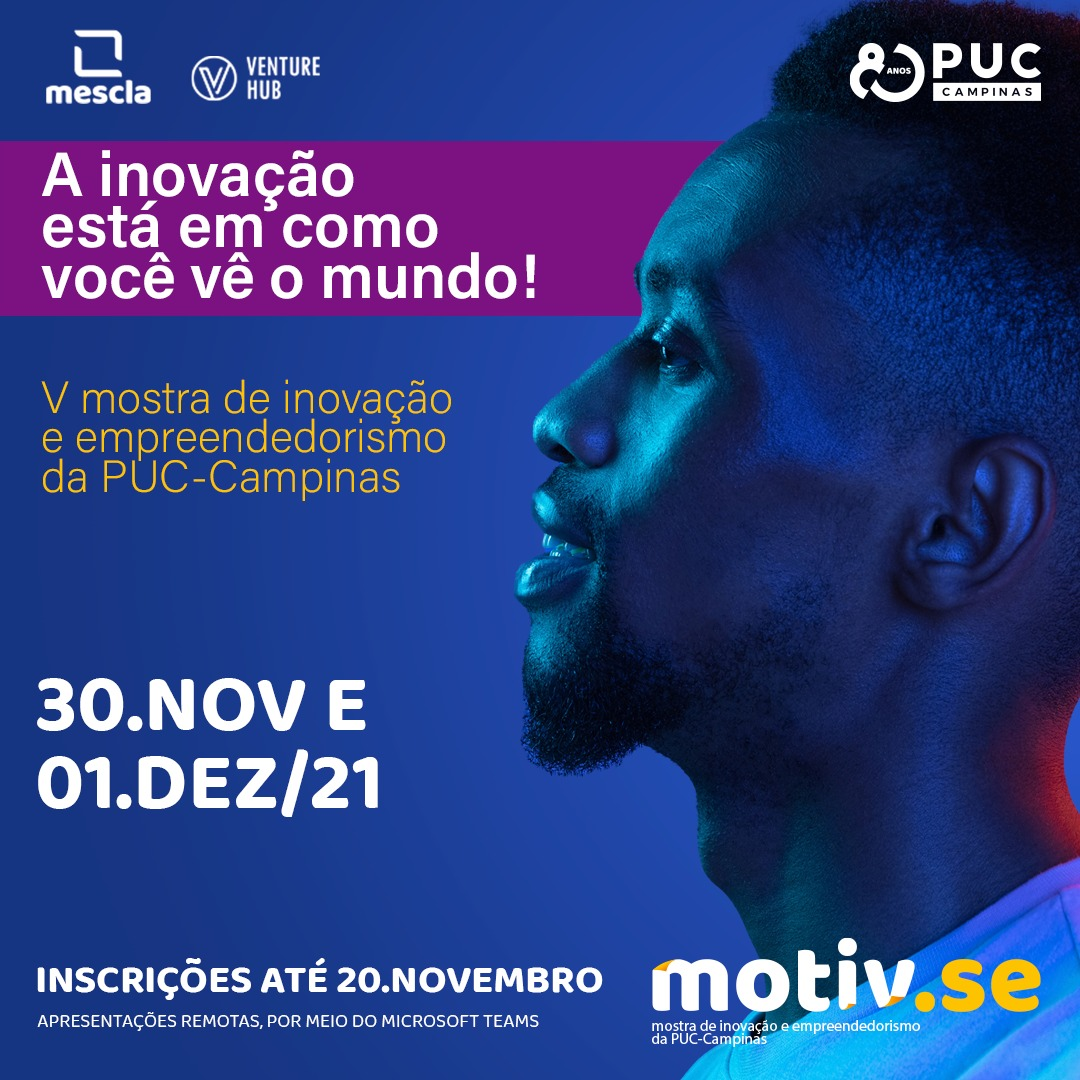 mescla
VENTURE
HUB
80 ANOS
PUC
CAMPINAS
A inovação
está em como
você vê o mundo!
V mostra de inovação
e empreendedorismo
da PUC-Campinas
30.NOV E
01.DEZ/21
INSCRIÇÕES ATÉ 20.NOVEMBRO
APRESENTAÇÕES REMOTAS, POR MEIO DO MICROSOFT TEAMS
motiv.se
mostra de inovação e empreendedorismo
da PUC-Campinas